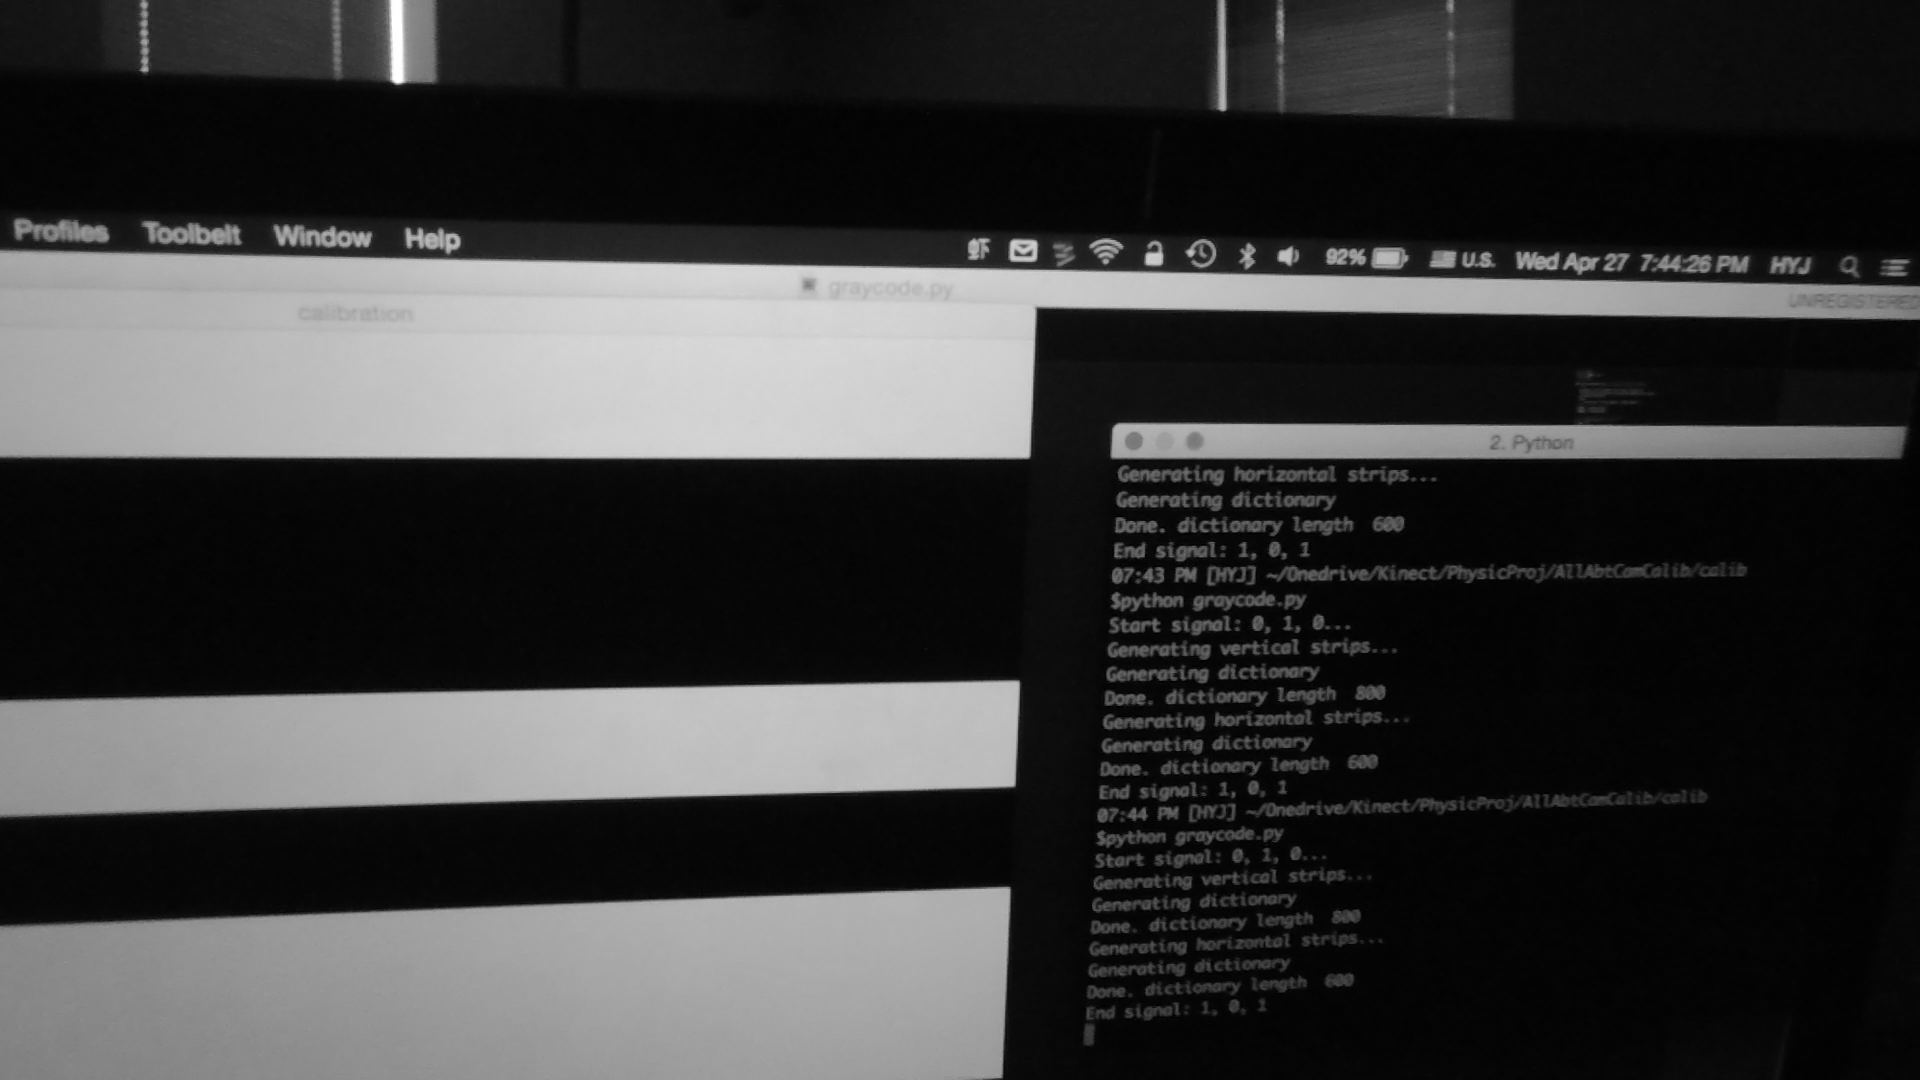 Profiles Toolbelt Window Help 92% U.S. Wed Apr 27 7:44:26 PM HYJ
graycode.py
UNREGISTERED
calibration
2. Python
Generating horizontal strips...
Generating dictionary
Done. dictionary length 600
End signal: 1, 0, 1
07:43 PM [HYJ] ~/Onedrive/Kinect/PhysicProj/AllAbtCamCalib/calib
$python graycode.py
Start signal: 0, 1, 0...
Generating vertical strips...
Generating dictionary
Done. dictionary length 800
Generating horizontal strips...
Generating dictionary
Done. dictionary length 600
End signal: 1, 0, 1
07:44 PM [HYJ] ~/Onedrive/Kinect/PhysicProj/AllAbtCamCalib/calib
$python graycode.py
Start signal: 0, 1, 0...
Generating vertical strips...
Generating dictionary
Done. dictionary length 800
Generating horizontal strips...
Generating dictionary
Done. dictionary length 600
End signal: 1, 0, 1